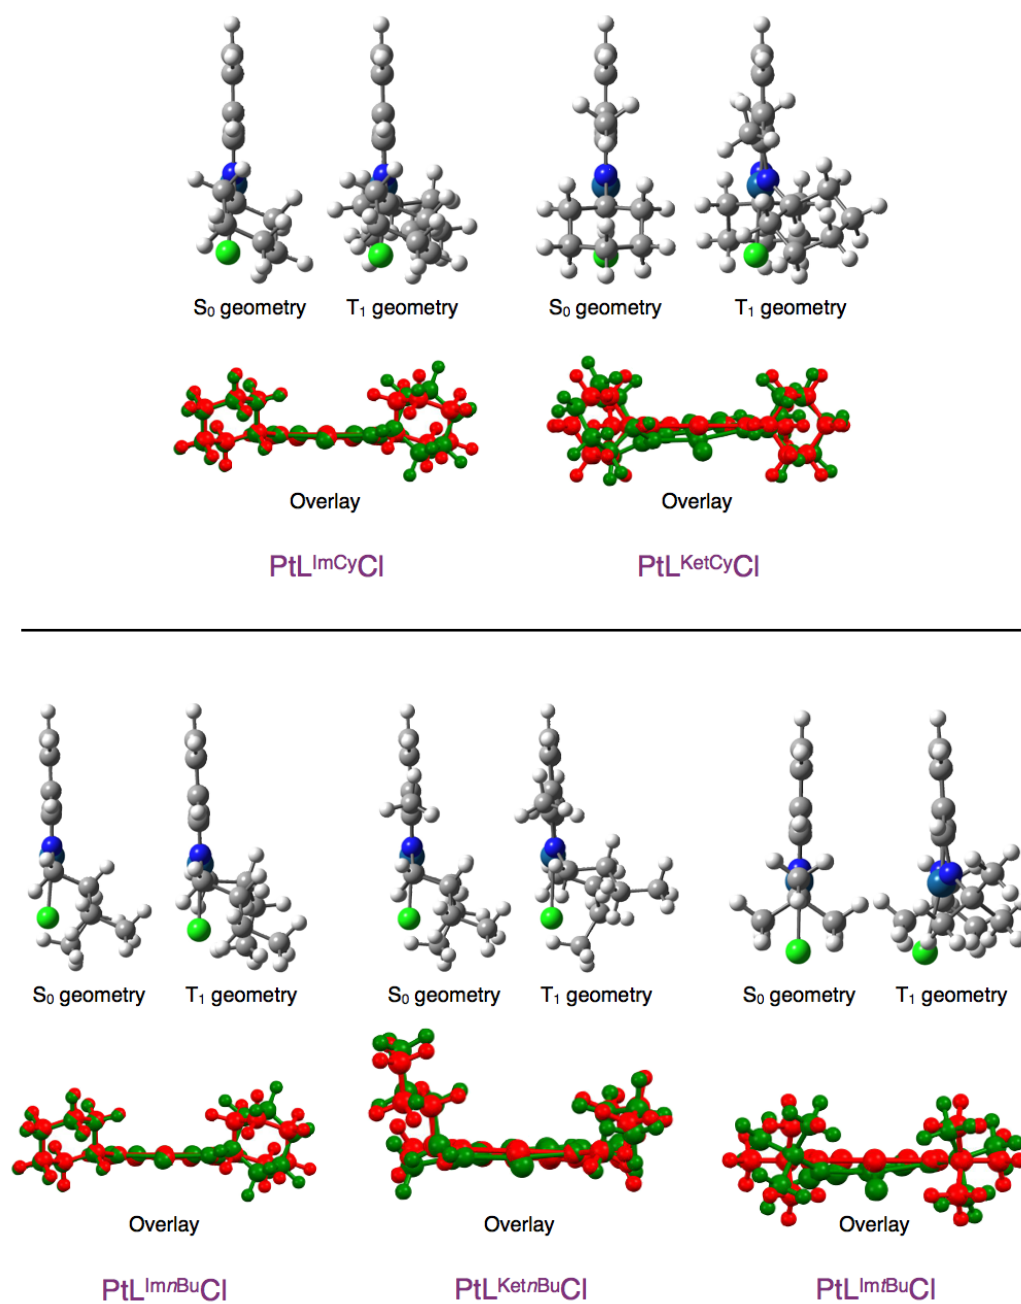 S₀ geometry T₁ geometry S₀ geometry T₁ geometry
Overlay Overlay
PtLᴵᵐᶜʸCl PtLᴷᵉᵗᶜʸCl
S₀ geometry T₁ geometry S₀ geometry T₁ geometry S₀ geometry T₁ geometry
Overlay Overlay Overlay
PtLᴵᵐⁿᴮᵘCl PtLᴷᵉᵗⁿᴮᵘCl PtLᴵᵐᵗᴮᵘCl